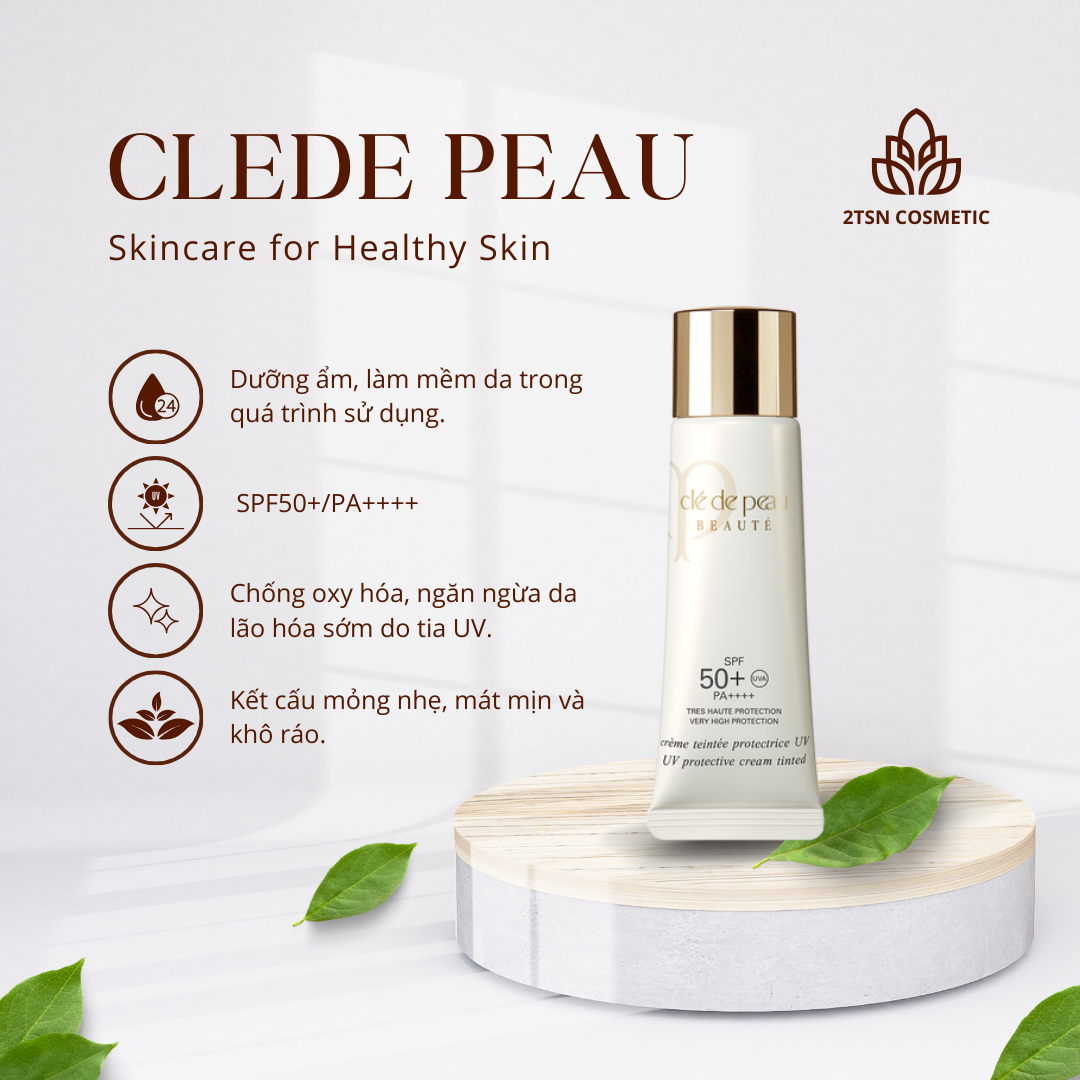 CLEDE PEAU
Skincare for Healthy Skin
2TSN COSMETIC
24
Dưỡng ẩm, làm mềm da trong
quá trình sử dụng.
UV
SPF50+/PA++++
Chống oxy hóa, ngăn ngừa da
lão hóa sớm do tia UV.
Kết cấu mỏng nhẹ, mát mịn và
khô ráo.
clé de peau
BEAUTÉ
SPF
50+ UVA
PA++++
TRES HAUTE PROTECTION
VERY HIGH PROTECTION
crème teintée protectrice UV
UV protective cream tinted